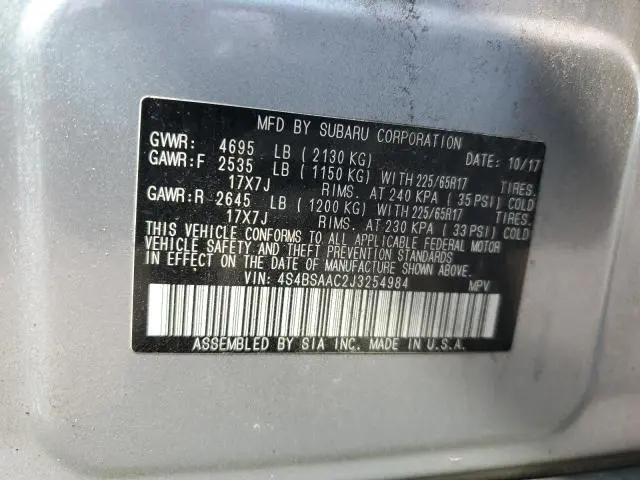 MFD BY SUBARU CORPORATION
GVWR: 4695 LB ( 2130 KG) DATE: 10/17
GAWR:F 2535 LB ( 1150 KG) WITH 225/65R17 TIRES.
17X7J RIMS. AT 240 KPA ( 35 PSI) COLD
GAWR:R 2645 LB ( 1200 KG) WITH 225/65R17 TIRES.
17X7J RIMS. AT 230 KPA ( 33 PSI) COLD
THIS VEHICLE CONFORMS TO ALL APPLICABLE FEDERAL MOTOR
VEHICLE SAFETY AND THEFT PREVENTION STANDARDS
IN EFFECT ON THE DATE OF MANUFACTURE SHOWN ABOVE.
VIN: 4S4BSAAC2J3254984 MPV
ASSEMBLED BY SIA INC. MADE IN U.S.A.